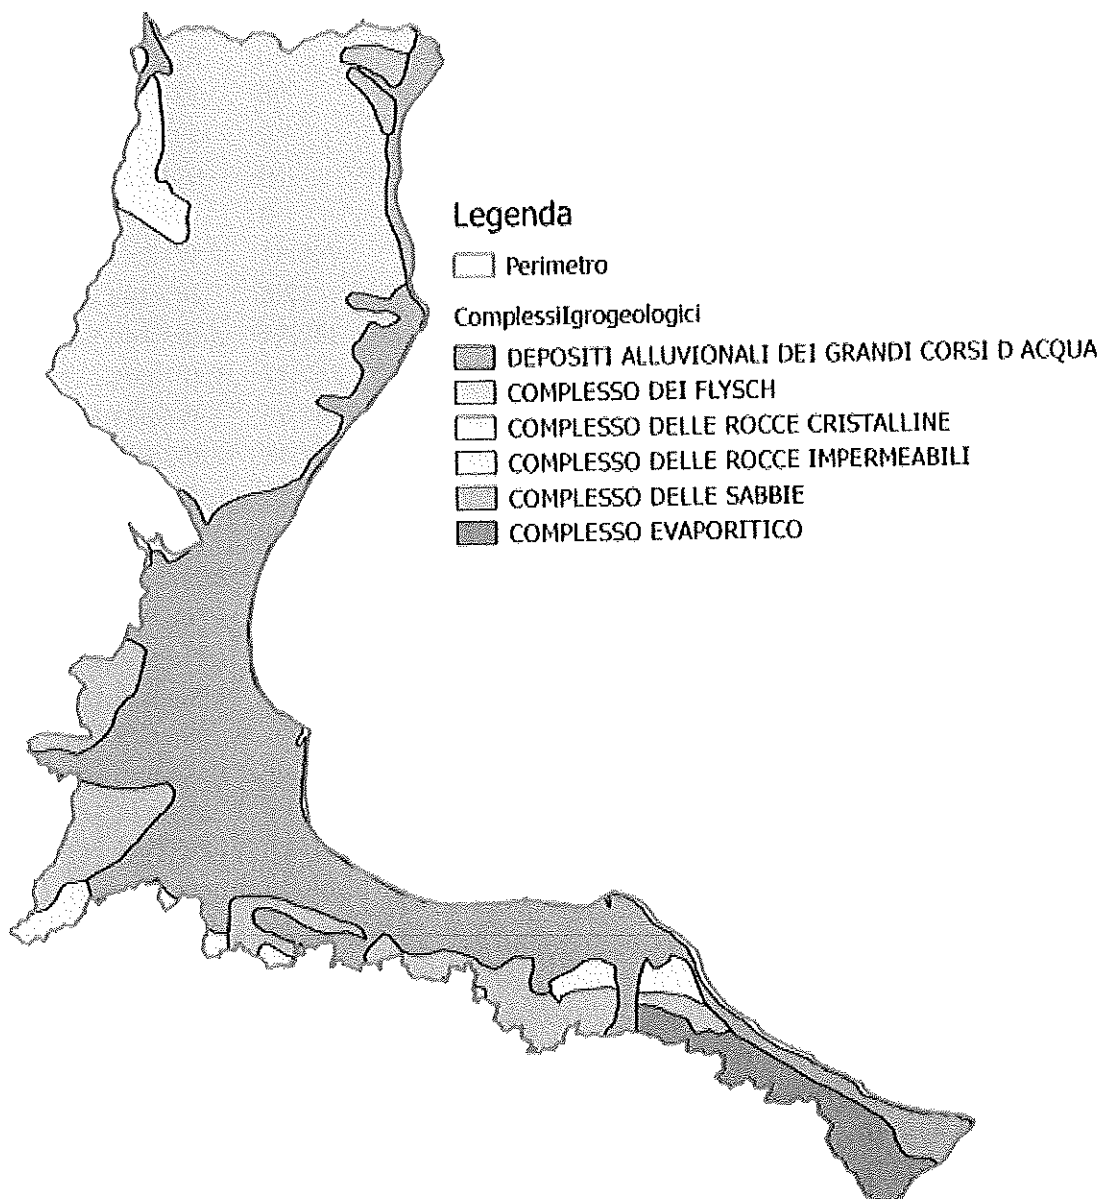 Legenda
Perimetro
ComplessiIgrogeologici
DEPOSITI ALLUVIONALI DEI GRANDI CORSI D ACQUA
COMPLESSO DEI FLYSCH
COMPLESSO DELLE ROCCE CRISTALLINE
COMPLESSO DELLE ROCCE IMPERMEABILI
COMPLESSO DELLE SABBIE
COMPLESSO EVAPORITICO